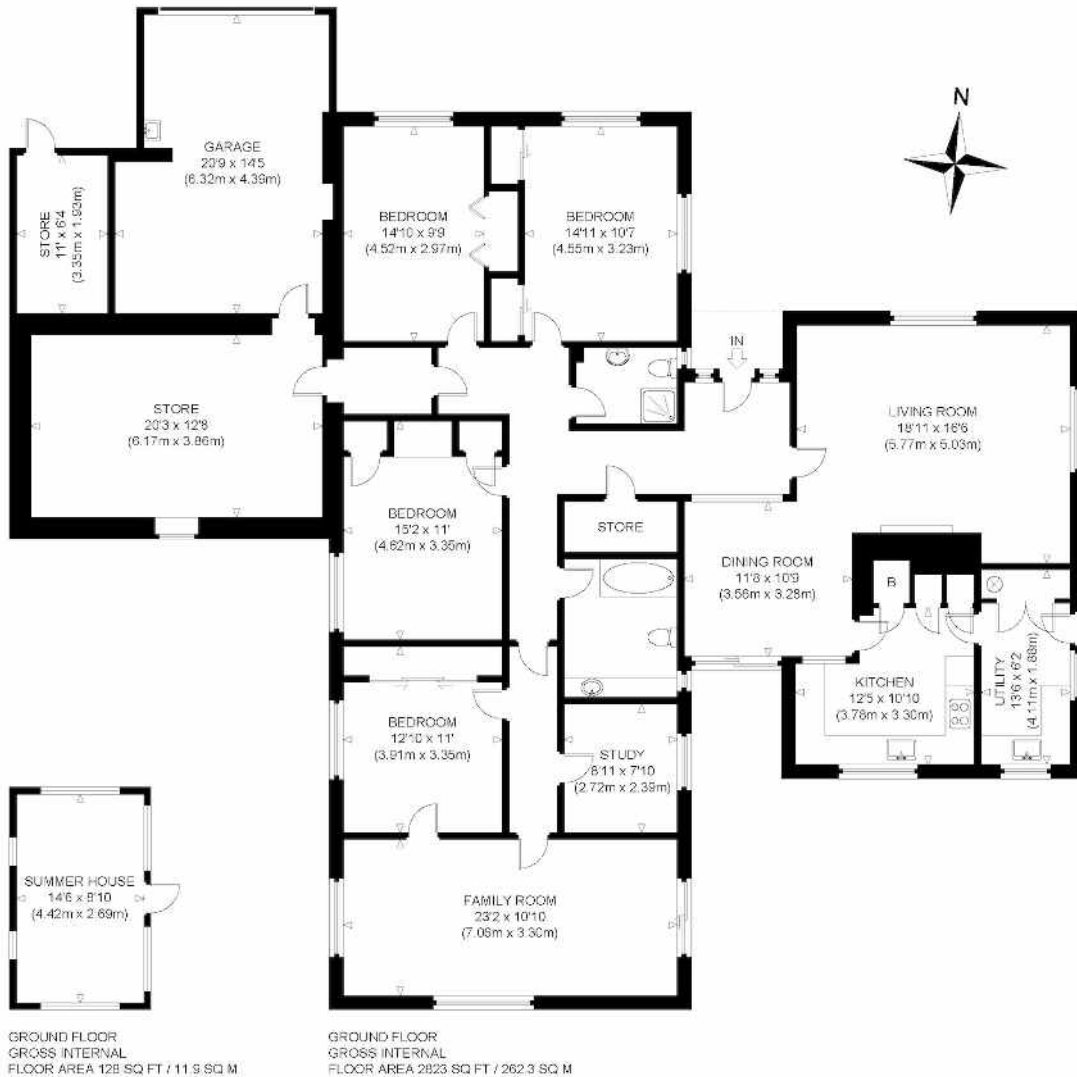 N
GARAGE
20'9 x 14'5
(6.32m x 4.39m)
STORE
11' x 6'4
(3.35m x 1.93m)
BEDROOM
14'10 x 9'9
(4.52m x 2.97m)
BEDROOM
14'11 x 10'7
(4.55m x 3.23m)
IN
STORE
20'3 x 12'8
(6.17m x 3.86m)
LIVING ROOM
18'11 x 16'6
(5.77m x 5.03m)
BEDROOM
15'2 x 11'
(4.62m x 3.35m)
STORE
DINING ROOM
11'8 x 10'9
(3.56m x 3.28m)
B
KITCHEN
12'5 x 10'10
(3.78m x 3.30m)
UTILITY
13'6 x 6'2
(4.11m x 1.88m)
BEDROOM
12'10 x 11'
(3.91m x 3.35m)
STUDY
8'11 x 7'10
(2.72m x 2.39m)
SUMMER HOUSE
14'6 x 8'10
(4.42m x 2.69m)
FAMILY ROOM
23'2 x 10'10
(7.06m x 3.30m)
GROUND FLOOR
GROSS INTERNAL
FLOOR AREA 128 SQ FT / 11.9 SQ M
GROUND FLOOR
GROSS INTERNAL
FLOOR AREA 2823 SQ FT / 262.3 SQ M